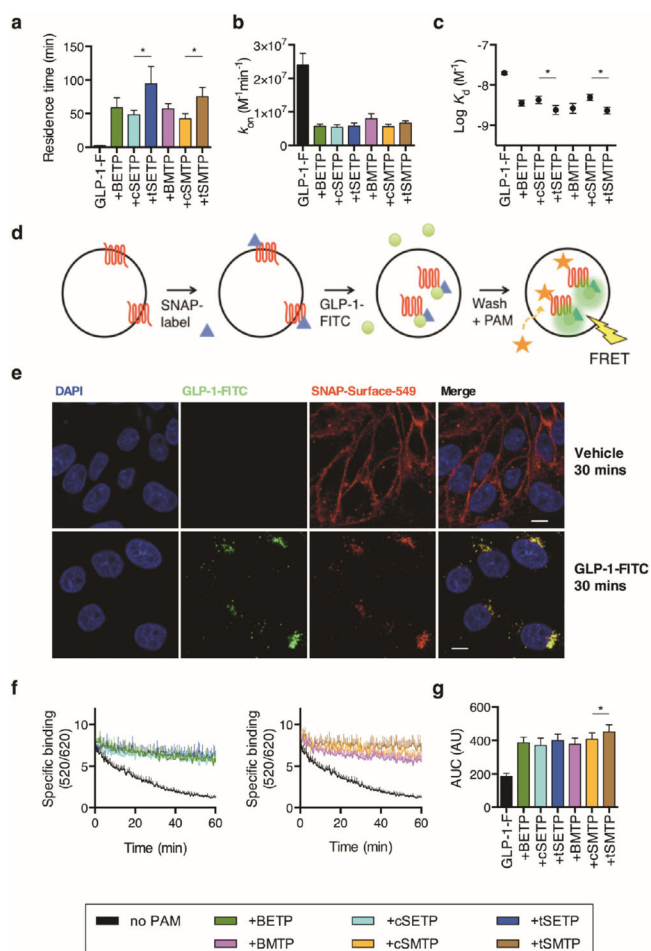 a
Residence time (min)
150
100
50
0
*
*
GLP-1-F
+BETP
+cSETP
+tSETP
+BMTP
+cSMTP
+tSMTP
b
kon (M-1min-1)
3×10⁷
2×10⁷
1×10⁷
0
GLP-1-F
+BETP
+cSETP
+tSETP
+BMTP
+cSMTP
+tSMTP
c
Log Kd (M-1)
-7
-8
-9
*
*
GLP-1-F
+BETP
+cSETP
+tSETP
+BMTP
+cSMTP
+tSMTP
d
SNAP-
label
GLP-1-
FITC
Wash
+ PAM
FRET
e
DAPI
GLP-1-FITC
SNAP-Surface-549
Merge
Vehicle
30 mins
GLP-1-FITC
30 mins
f
Specific binding
(520/620)
10
5
0
0 20 40 60
Time (min)
Specific binding
(520/620)
10
5
0
0 20 40 60
Time (min)
g
AUC (AU)
600
400
200
0
*
GLP-1-F
+BETP
+cSETP
+tSETP
+BMTP
+cSMTP
+tSMTP
no PAM
+BETP
+cSETP
+tSETP
+BMTP
+cSMTP
+tSMTP